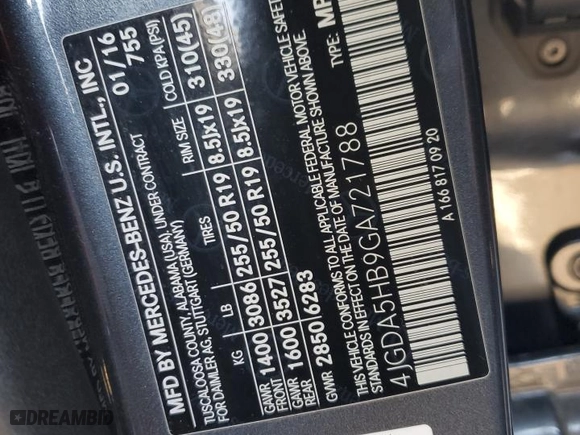 MFD BY MERCEDES-BENZ U.S. INTL., INC
TUSCALOOSA COUNTY, ALABAMA (USA), UNDER CONTRACT
FOR DAIMLER AG, STUTTGART (GERMANY)
01/16
755
KG LB TIRES RIM SIZE COLD KPA(PSI)
GAWR FRONT 1400 3086 255/50 R19 8.5Jx19 310(45)
GAWR REAR 1600 3527 255/50 R19 8.5Jx19 330(48)
GVWR 2850 6283
THIS VEHICLE CONFORMS TO ALL APPLICABLE FEDERAL MOTOR VEHICLE SAFETY
STANDARDS IN EFFECT ON THE DATE OF MANUFACTURE SHOWN ABOVE.
4JGDA5HB9GA721788 TYPE:
A 166 817 09 20
DREAMBID